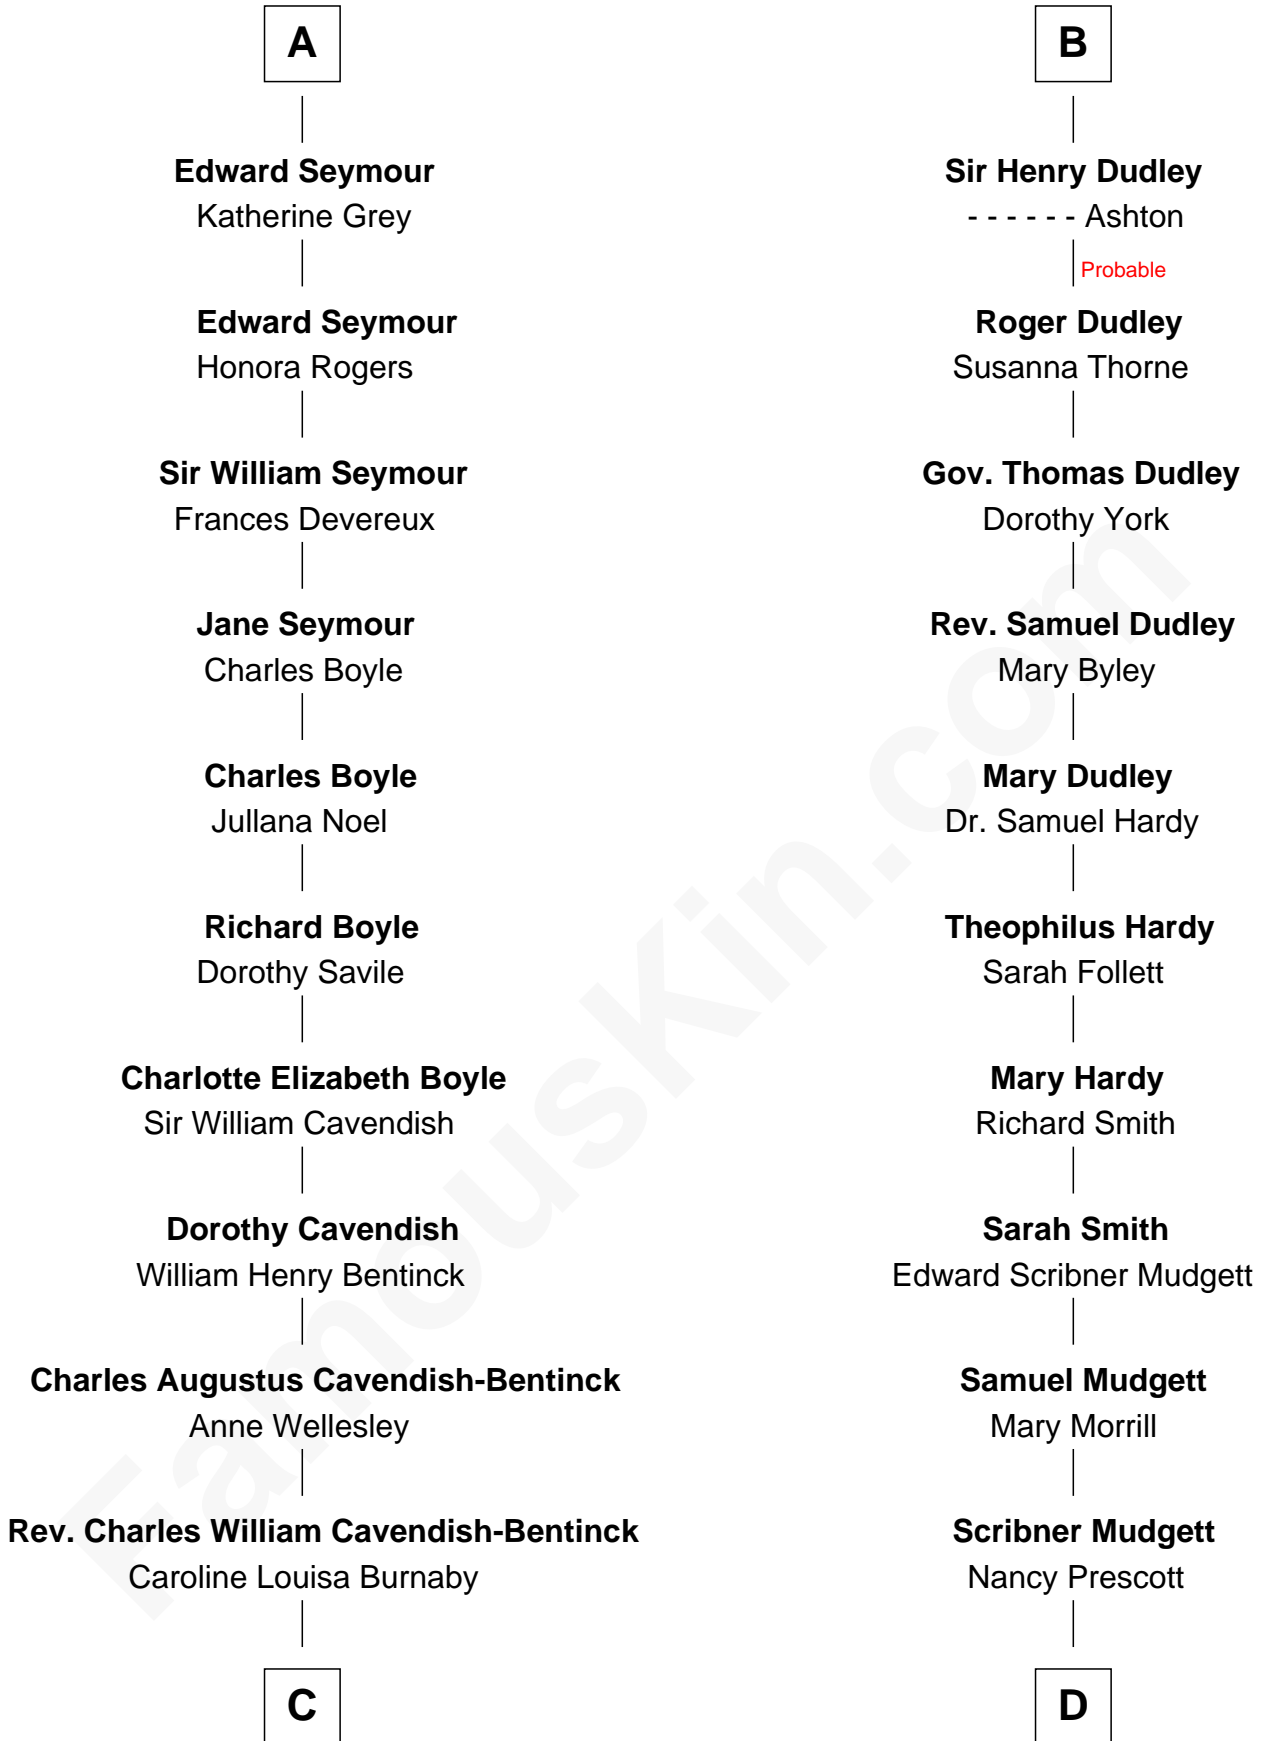 A
Edward Seymour
Katherine Grey
Edward Seymour
Honora Rogers
Sir William Seymour
Frances Devereux
Jane Seymour
Charles Boyle
Charles Boyle
Jullana Noel
Richard Boyle
Dorothy Savile
Charlotte Elizabeth Boyle
Sir William Cavendish
Dorothy Cavendish
William Henry Bentinck
Charles Augustus Cavendish-Bentinck
Anne Wellesley
Rev. Charles William Cavendish-Bentinck
Caroline Louisa Burnaby
C
B
Sir Henry Dudley
- - - - - - Ashton
Probable
Roger Dudley
Susanna Thorne
Gov. Thomas Dudley
Dorothy York
Rev. Samuel Dudley
Mary Byley
Mary Dudley
Dr. Samuel Hardy
Theophilus Hardy
Sarah Follett
Mary Hardy
Richard Smith
Sarah Smith
Edward Scribner Mudgett
Samuel Mudgett
Mary Morrill
Scribner Mudgett
Nancy Prescott
D
FamousKin.com